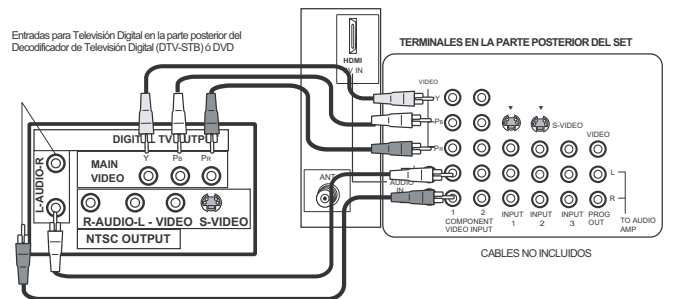 Entradas para Televisión Digital en la parte posterior del
Decodificador de Televisión Digital (DTV-STB) ó DVD
DIGITAL TV OUTPUT
Y PB PR
MAIN
VIDEO
L-AUDIO-R
R-AUDIO-L - VIDEO S-VIDEO
NTSC OUTPUT
HDMI
ANT
AUDIO
IN
TERMINALES EN LA PARTE POSTERIOR DEL SET
VIDEO
Y
PB
PR
S-VIDEO
VIDEO
L
R
1 2
COMPONENT
VIDEO INPUT
INPUT
1
INPUT
2
INPUT
3
PROG
OUT
TO AUDIO
AMP
CABLES NO INCLUIDOS